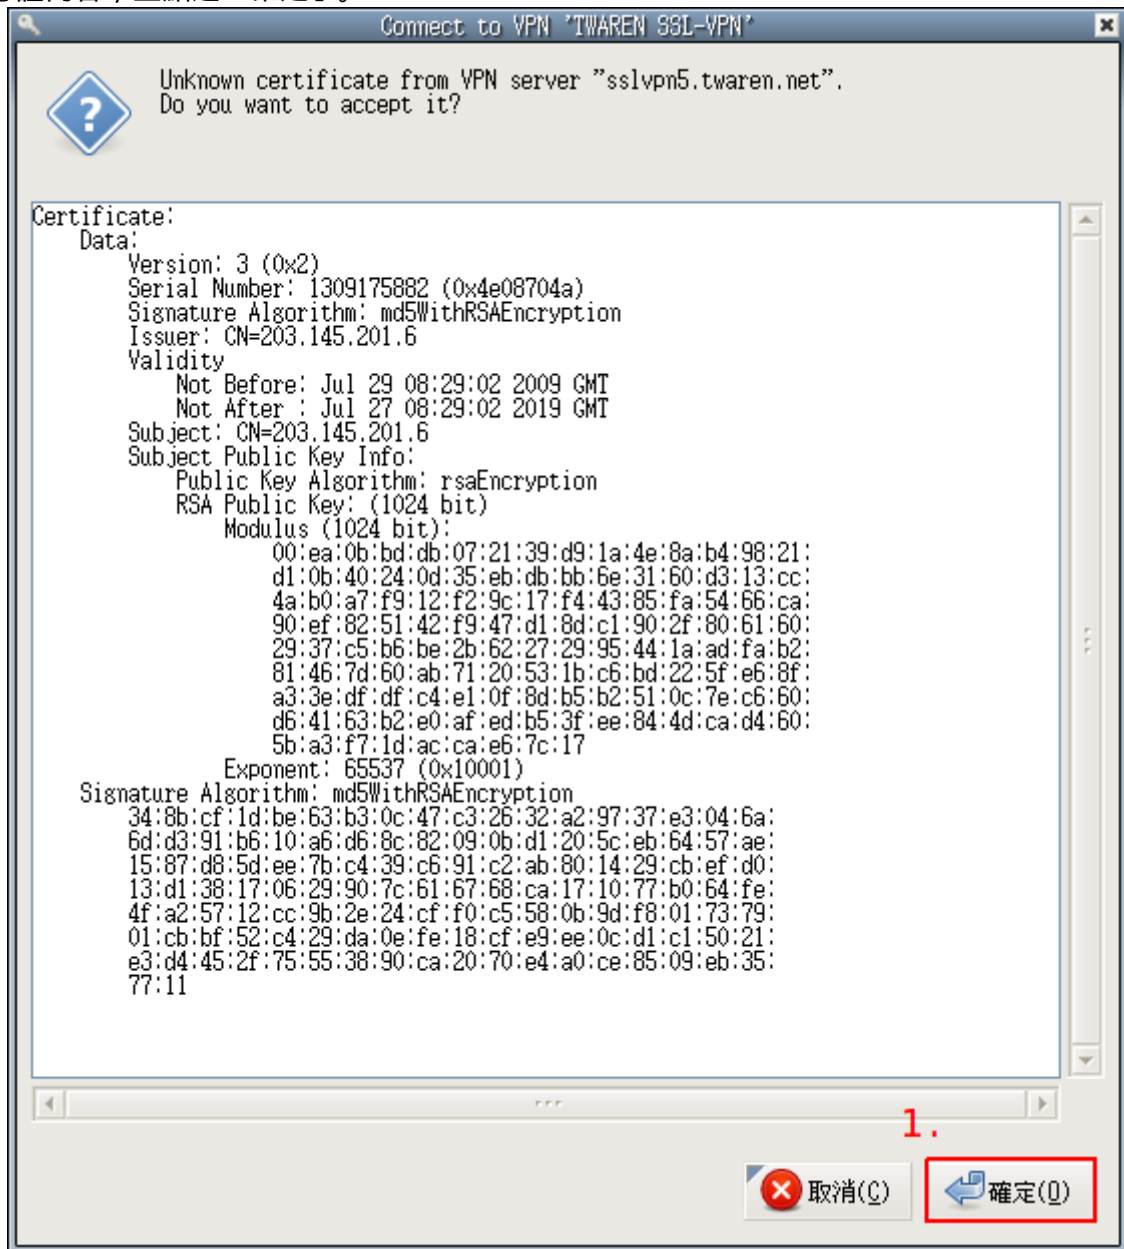 Connect to VPN 'TWAREN SSL-VPN'
Unknown certificate from VPN server "sslvpn5.twaren.net".
Do you want to accept it?
Certificate:
Data:
Version: 3 (0x2)
Serial Number: 1309175882 (0x4e08704a)
Signature Algorithm: md5WithRSAEncryption
Issuer: CN=203.145.201.6
Validity
Not Before: Jul 29 08:29:02 2009 GMT
Not After : Jul 27 08:29:02 2019 GMT
Subject: CN=203.145.201.6
Subject Public Key Info:
Public Key Algorithm: rsaEncryption
RSA Public Key: (1024 bit)
Modulus (1024 bit):
00:ea:0b:bd:db:07:21:39:d9:1a:4e:8a:b4:98:21:
d1:0b:40:24:0d:35:eb:db:bb:6e:31:60:d3:13:cc:
4a:b0:a7:f9:12:f2:9c:17:f4:43:85:fa:54:66:ca:
90:ef:82:51:42:f9:47:d1:8d:c1:90:2f:80:61:60:
29:37:c5:b6:be:2b:62:27:29:95:44:1a:ad:fa:b2:
81:46:7d:60:ab:71:20:53:1b:c6:bd:22:5f:e6:8f:
a3:3e:df:df:c4:e1:0f:8d:b5:b2:51:0c:7e:c6:60:
d6:41:63:b2:e0:af:ed:b5:3f:ee:84:4d:ca:d4:60:
5b:a3:f7:1d:ac:ca:e6:7c:17
Exponent: 65537 (0x10001)
Signature Algorithm: md5WithRSAEncryption
34:8b:cf:1d:be:63:b3:0c:47:c3:26:32:a2:97:37:e3:04:6a:
6d:d3:91:b6:10:a6:d6:8c:82:09:0b:d1:20:5c:eb:64:57:ae:
15:87:d8:5d:ee:7b:c4:39:c6:91:c2:ab:80:14:29:cb:ef:d0:
13:d1:38:17:06:29:90:7c:61:67:68:ca:17:10:77:b0:64:fe:
4f:a2:57:12:cc:9b:2e:24:cf:f0:c5:58:0b:9d:f8:01:73:79:
01:cb:bf:52:c4:29:da:0e:fe:18:cf:e9:ee:0c:d1:c1:50:21:
e3:d4:45:2f:75:55:38:90:ca:20:70:e4:a0:ce:85:09:eb:35:
77:11
1.
取消(C)
確定(O)